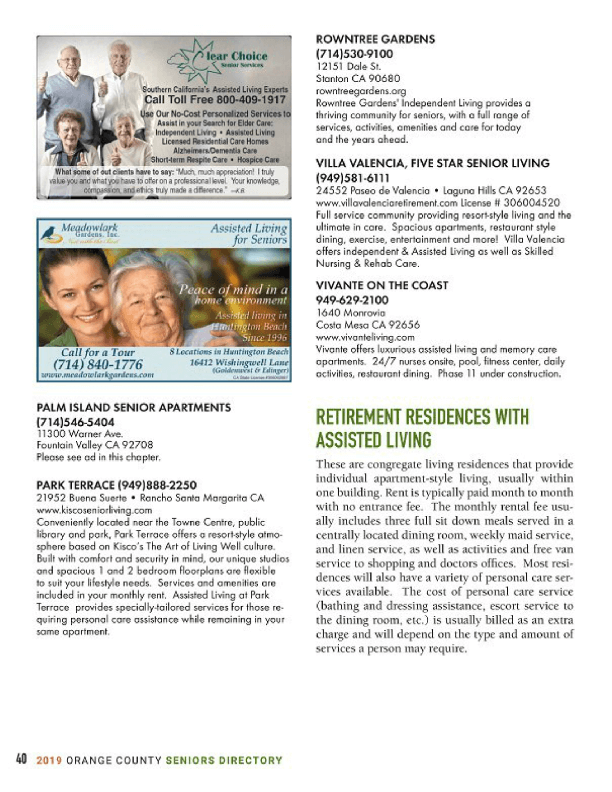 Clear Choice
Senior Services
Southern California's Assisted Living Experts
Call Toll Free 800-409-1917
Use Our No-Cost Personalized Services to
Assist in your Search for Elder Care:
Independent Living • Assisted Living
Licensed Residential Care Homes
Alzheimers/Dementia Care
Short-term Respite Care • Hospice Care
What some of out clients have to say: "Much, much appreciation! I truly
value you and what you have to offer on a professional level. Your knowledge,
compassion, and ethics truly made a difference." —K.R.
Meadowlark
Gardens, Inc.
Assisted Living
for Seniors
Peace of mind in a
home environment
Assisted living in
Huntington Beach
Since 1996
Call for a Tour
(714) 840-1776
www.meadowlarkgardens.com
8 Locations in Huntington Beach
16412 Wishingwell Lane
(Goldenwest & Edinger)
PALM ISLAND SENIOR APARTMENTS
(714)546-5404
11300 Warner Ave.
Fountain Valley CA 92708
Please see ad in this chapter.
PARK TERRACE (949)888-2250
21952 Buena Suerte • Rancho Santa Margarita CA
www.kiscoseniorliving.com
Conveniently located near the Towne Centre, public
library and park, Park Terrace offers a resort-style atmo-
sphere based on Kisco's The Art of Living Well culture.
Built with comfort and security in mind, our unique studios
and spacious 1 and 2 bedroom floorplans are flexible
to suit your lifestyle needs. Services and amenities are
included in your monthly rent. Assisted Living at Park
Terrace provides specially-tailored services for those re-
quiring personal care assistance while remaining in your
same apartment.
ROWNTREE GARDENS
(714)530-9100
12151 Dale St.
Stanton CA 90680
rowntreegardens.org
Rowntree Gardens' Independent Living provides a
thriving community for seniors, with a full range of
services, activities, amenities and care for today
and the years ahead.
VILLA VALENCIA, FIVE STAR SENIOR LIVING
(949)581-6111
24552 Paseo de Valencia • Laguna Hills CA 92653
www.villavalenciaretirement.com License # 306004520
Full service community providing resort-style living and the
ultimate in care. Spacious apartments, restaurant style
dining, exercise, entertainment and more! Villa Valencia
offers independent & Assisted Living as well as Skilled
Nursing & Rehab Care.
VIVANTE ON THE COAST
949-629-2100
1640 Monrovia
Costa Mesa CA 92656
www.vivanteliving.com
Vivante offers luxurious assisted living and memory care
apartments. 24/7 nurses onsite, pool, fitness center, daily
activities, restaurant dining. Phase 11 under construction.
RETIREMENT RESIDENCES WITH
ASSISTED LIVING
These are congregate living residences that provide
individual apartment-style living, usually within
one building. Rent is typically paid month to month
with no entrance fee. The monthly rental fee usu-
ally includes three full sit down meals served in a
centrally located dining room, weekly maid service,
and linen service, as well as activities and free van
service to shopping and doctors offices. Most resi-
dences will also have a variety of personal care ser-
vices available. The cost of personal care service
(bathing and dressing assistance, escort service to
the dining room, etc.) is usually billed as an extra
charge and will depend on the type and amount of
services a person may require.
40 2019 ORANGE COUNTY SENIORS DIRECTORY